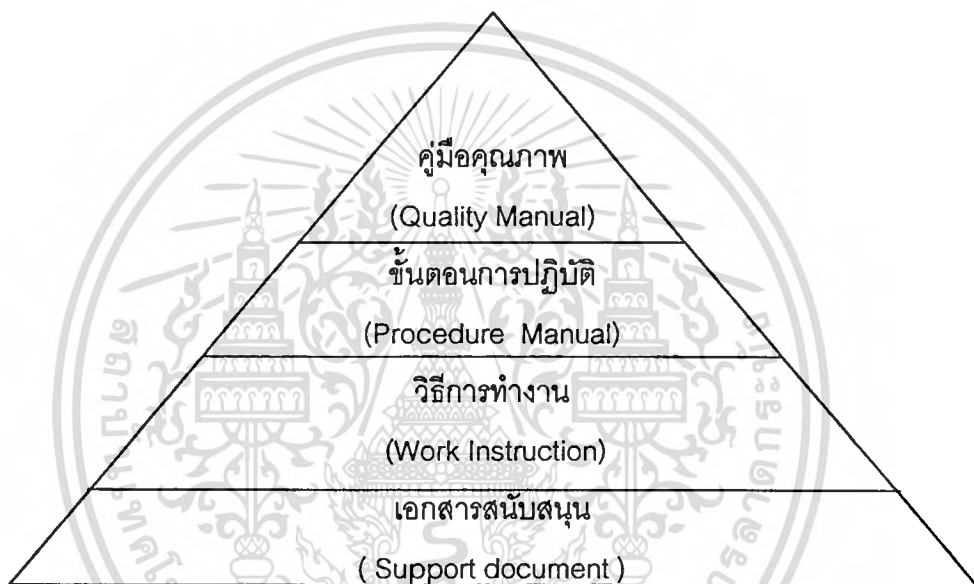 คู่มือคุณภาพ
(Quality Manual)
ขั้นตอนการปฏิบัติ
(Procedure Manual)
วิธีการทำงาน
(Work Instruction)
เอกสารสนับสนุน
( Support document )